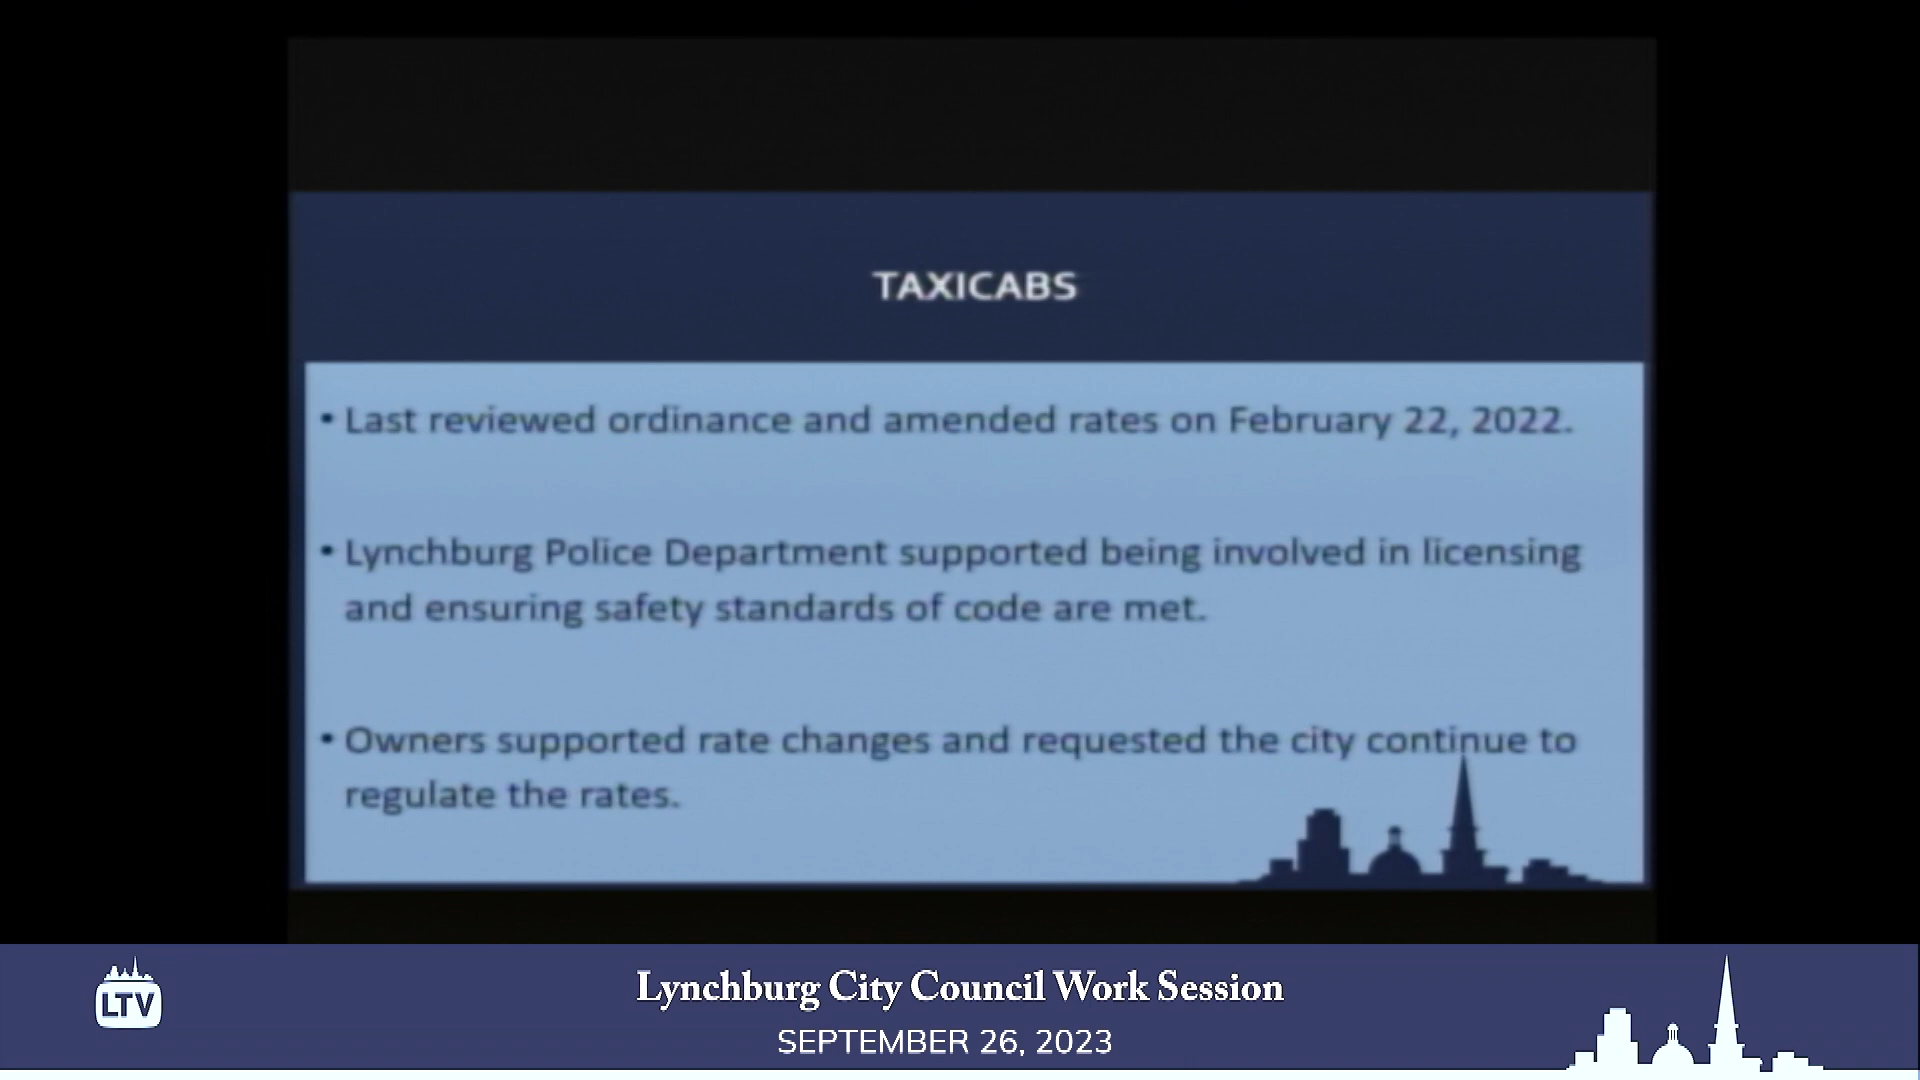 TAXICABS
• Last reviewed ordinance and amended rates on February 22, 2022.
• Lynchburg Police Department supported being involved in licensing
and ensuring safety standards of code are met.
• Owners supported rate changes and requested the city continue to
regulate the rates.
LTV
Lynchburg City Council Work Session
SEPTEMBER 26, 2023